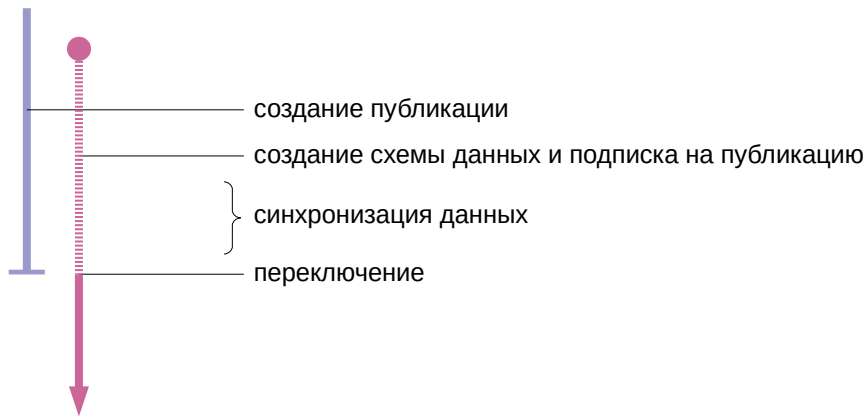 создание публикации
создание схемы данных и подписка на публикацию
синхронизация данных
переключение